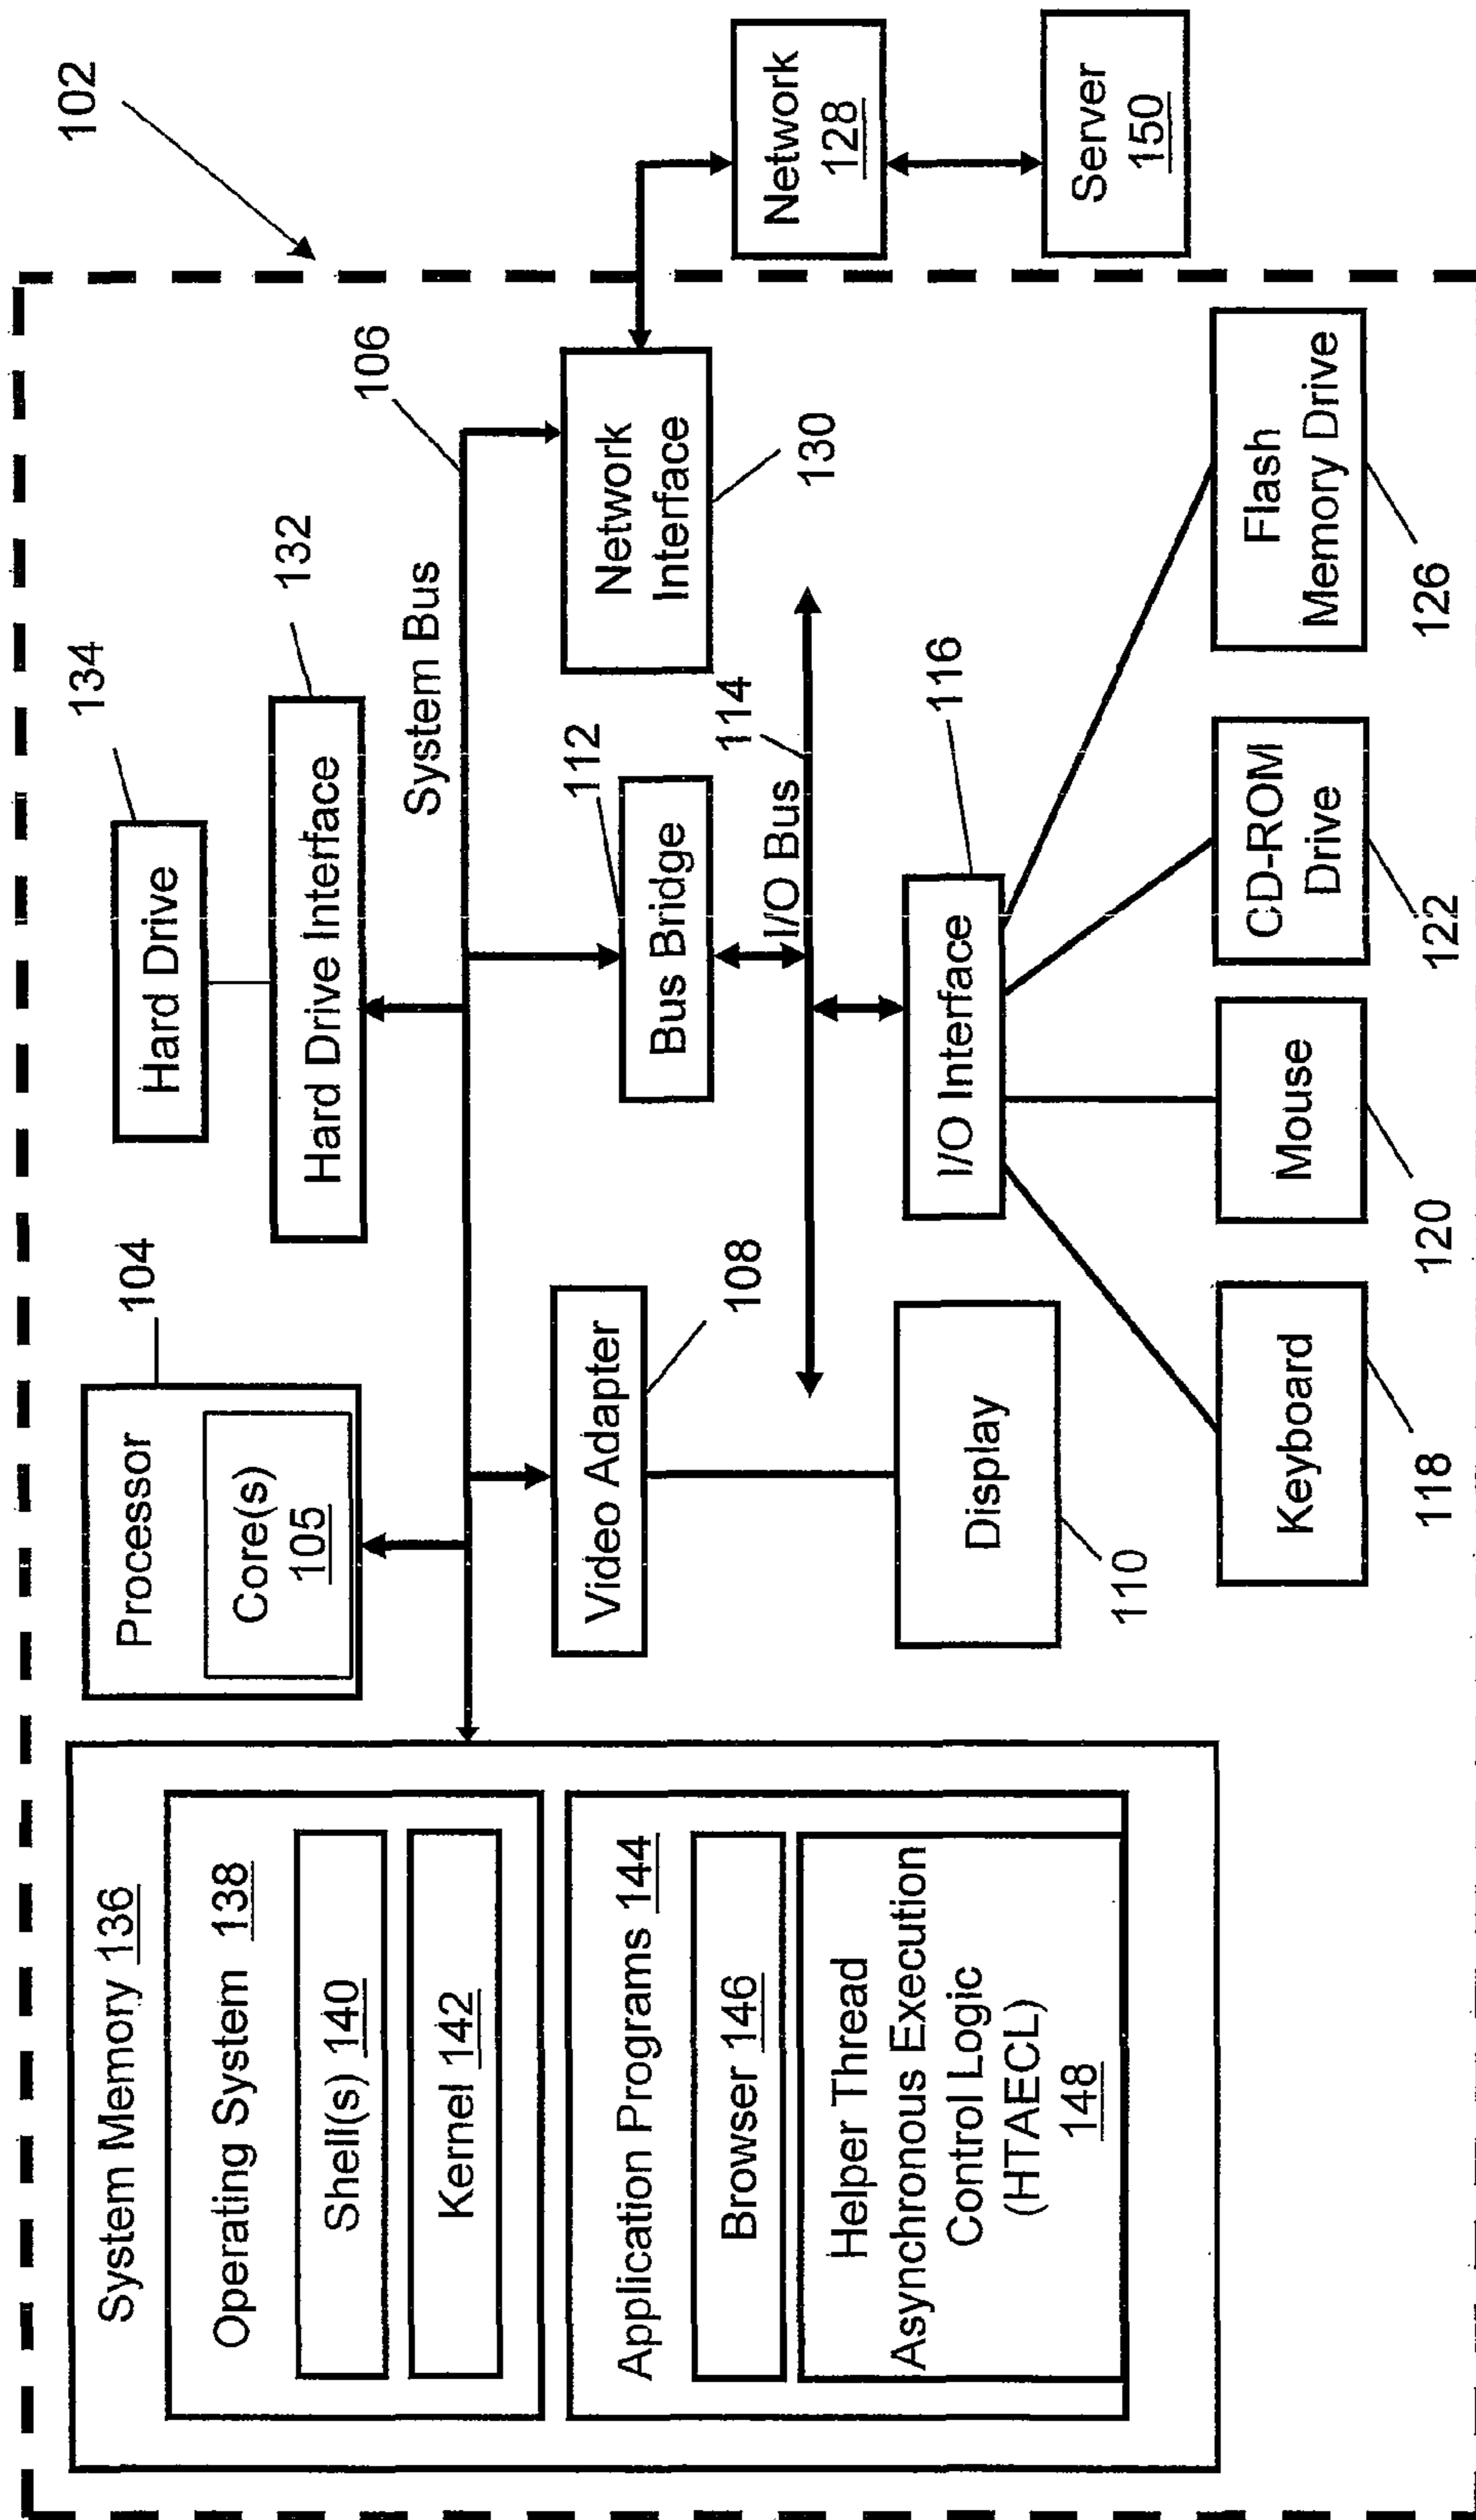 102
System Memory 136
Operating System 138
Shell(s) 140
Kernel 142
Application Programs 144
Browser 146
Helper Thread
Asynchronous Execution
Control Logic
(HTAECL)
148
Processor
104
Core(s)
105
Hard Drive
134
Hard Drive Interface
132
System Bus
106
Video Adapter
108
Bus Bridge
112
Network
Interface
130
Network
128
Server
150
I/O Bus
114
Display
110
I/O Interface
116
Keyboard
118
Mouse
120
CD-ROM
Drive
122
Flash
Memory Drive
126